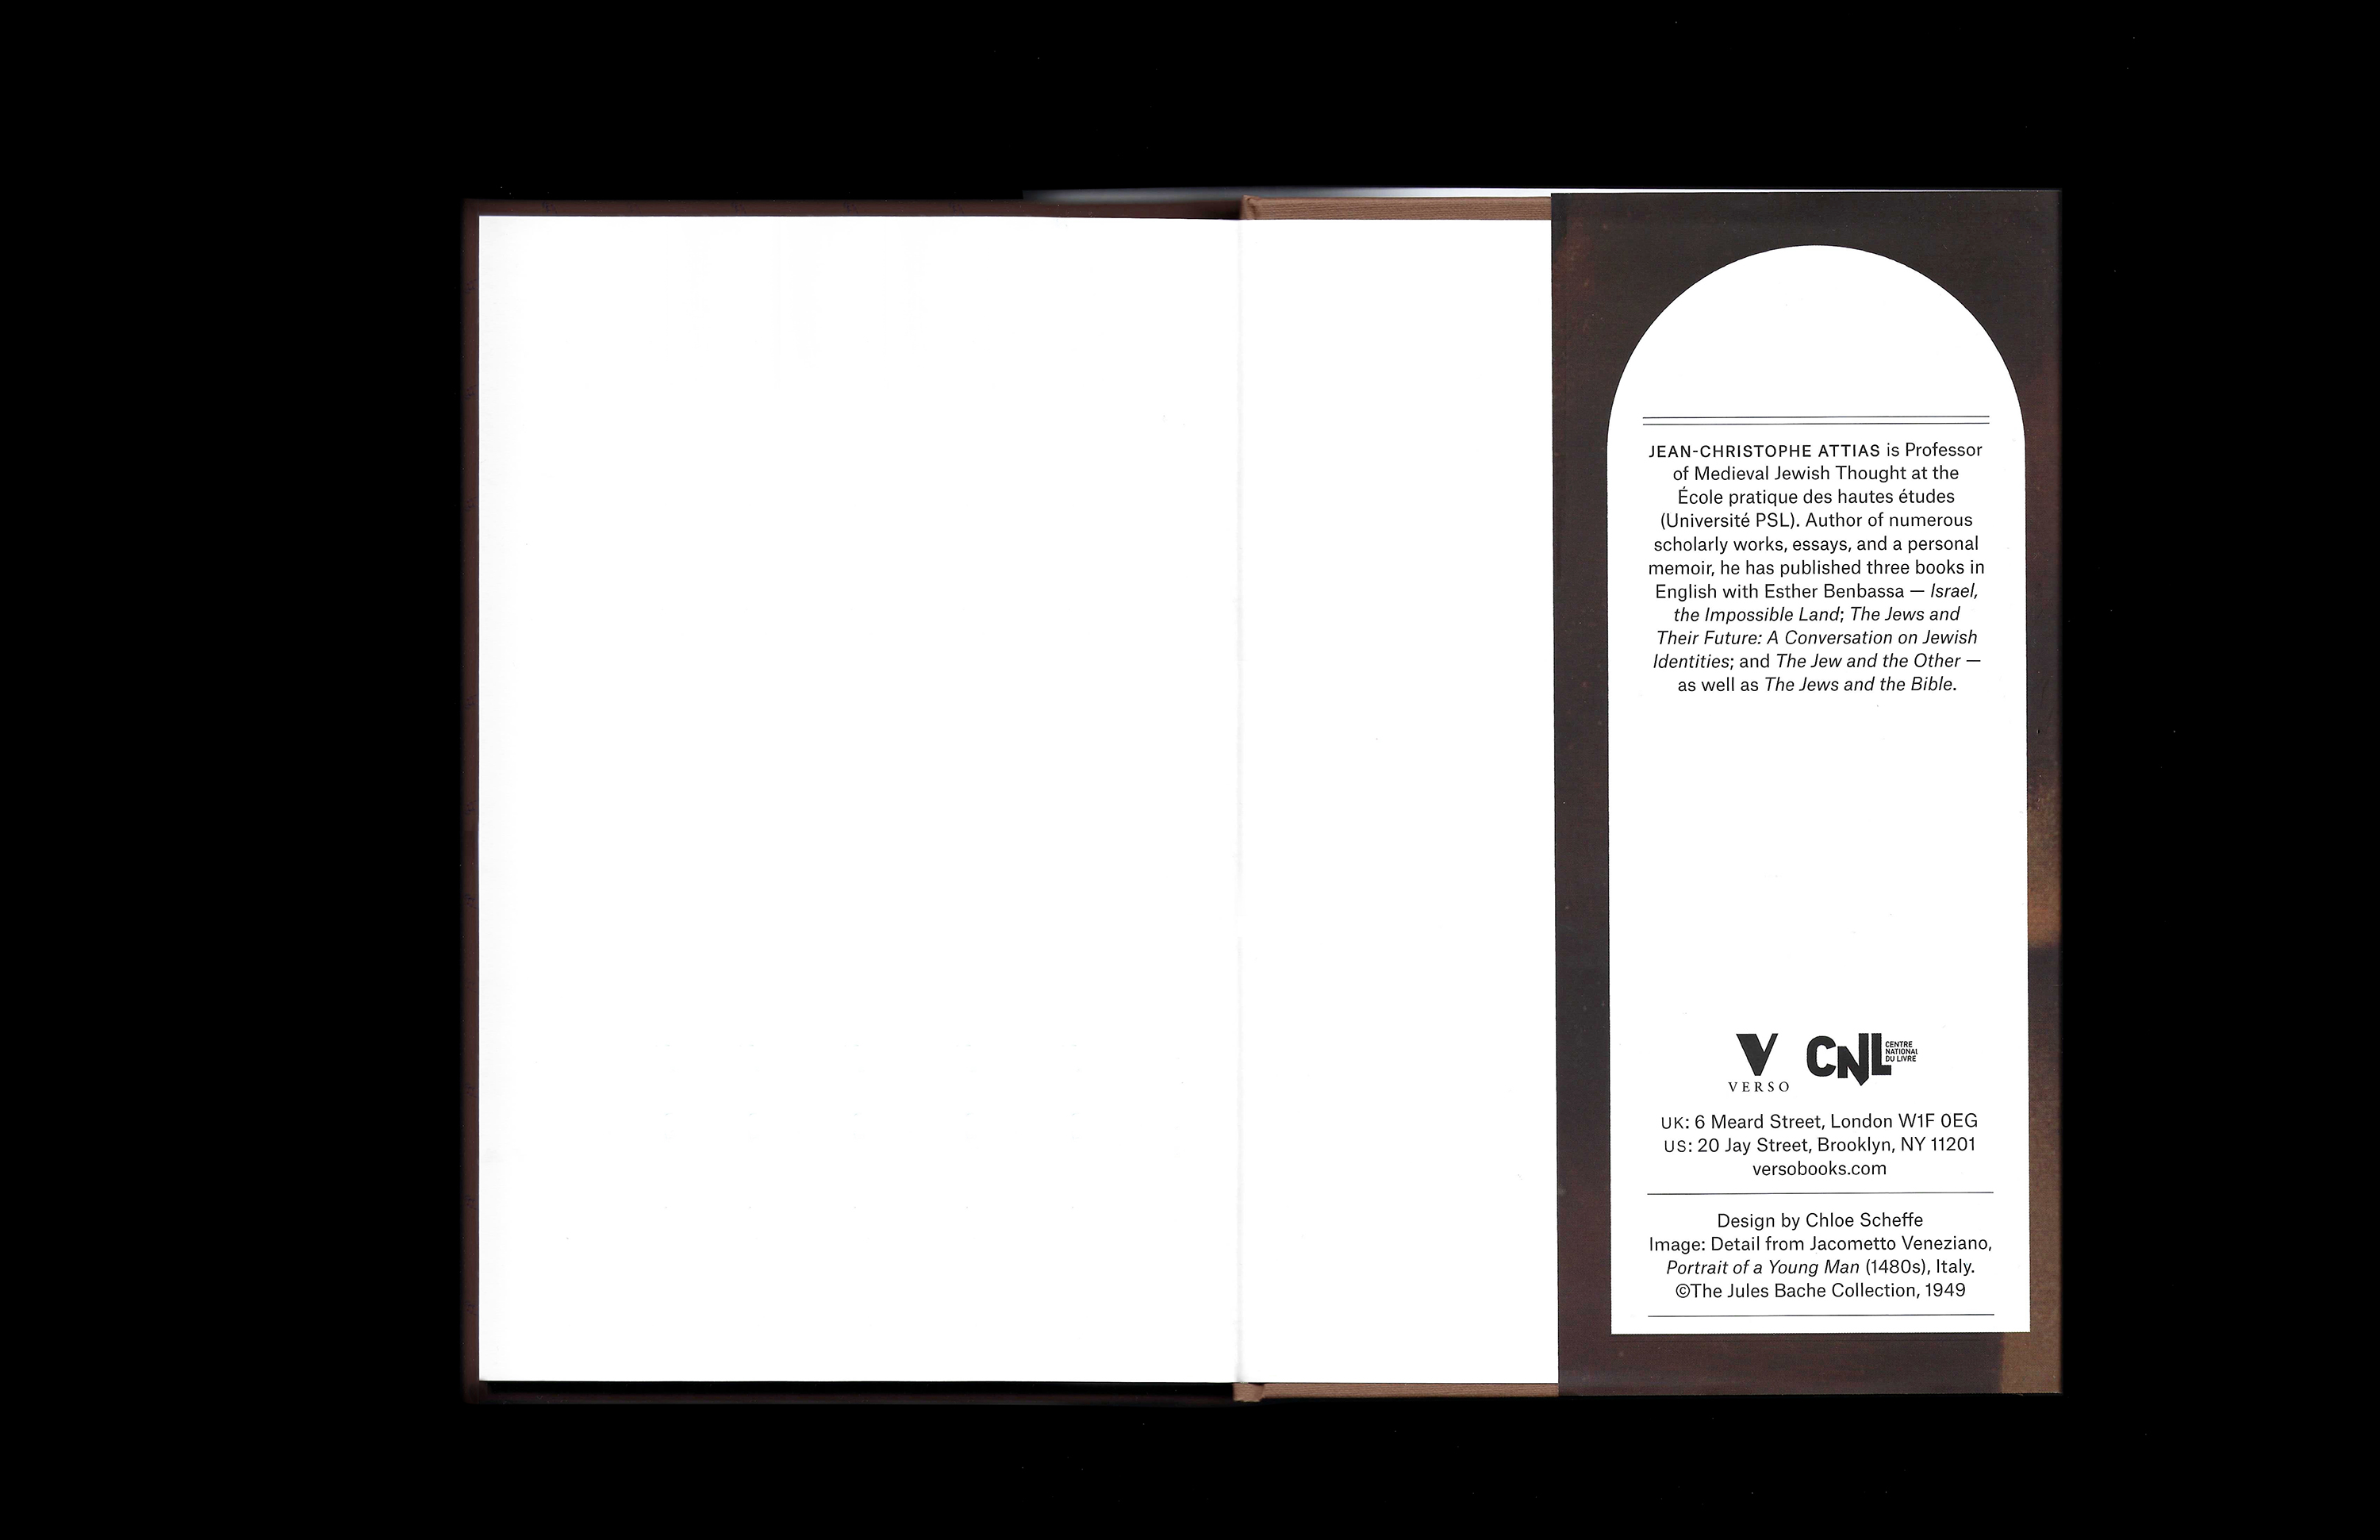 JEAN-CHRISTOPHE ATTIAS is Professor
of Medieval Jewish Thought at the
École pratique des hautes études
(Université PSL). Author of numerous
scholarly works, essays, and a personal
memoir, he has published three books in
English with Esther Benbassa — Israel,
the Impossible Land; The Jews and
Their Future: A Conversation on Jewish
Identities; and The Jew and the Other —
as well as The Jews and the Bible.
V
VERSO
CNL
CENTRE
NATIONAL
DU LIVRE
UK: 6 Meard Street, London W1F 0EG
US: 20 Jay Street, Brooklyn, NY 11201
versobooks.com
Design by Chloe Scheffe
Image: Detail from Jacometto Veneziano,
Portrait of a Young Man (1480s), Italy.
©The Jules Bache Collection, 1949